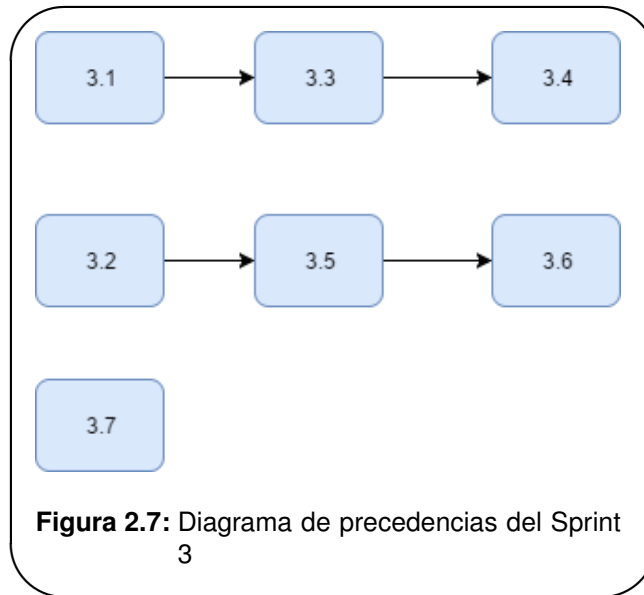 3.1 3.3 3.4
3.2 3.5 3.6
3.7
Figura 2.7: Diagrama de precedencias del Sprint
3